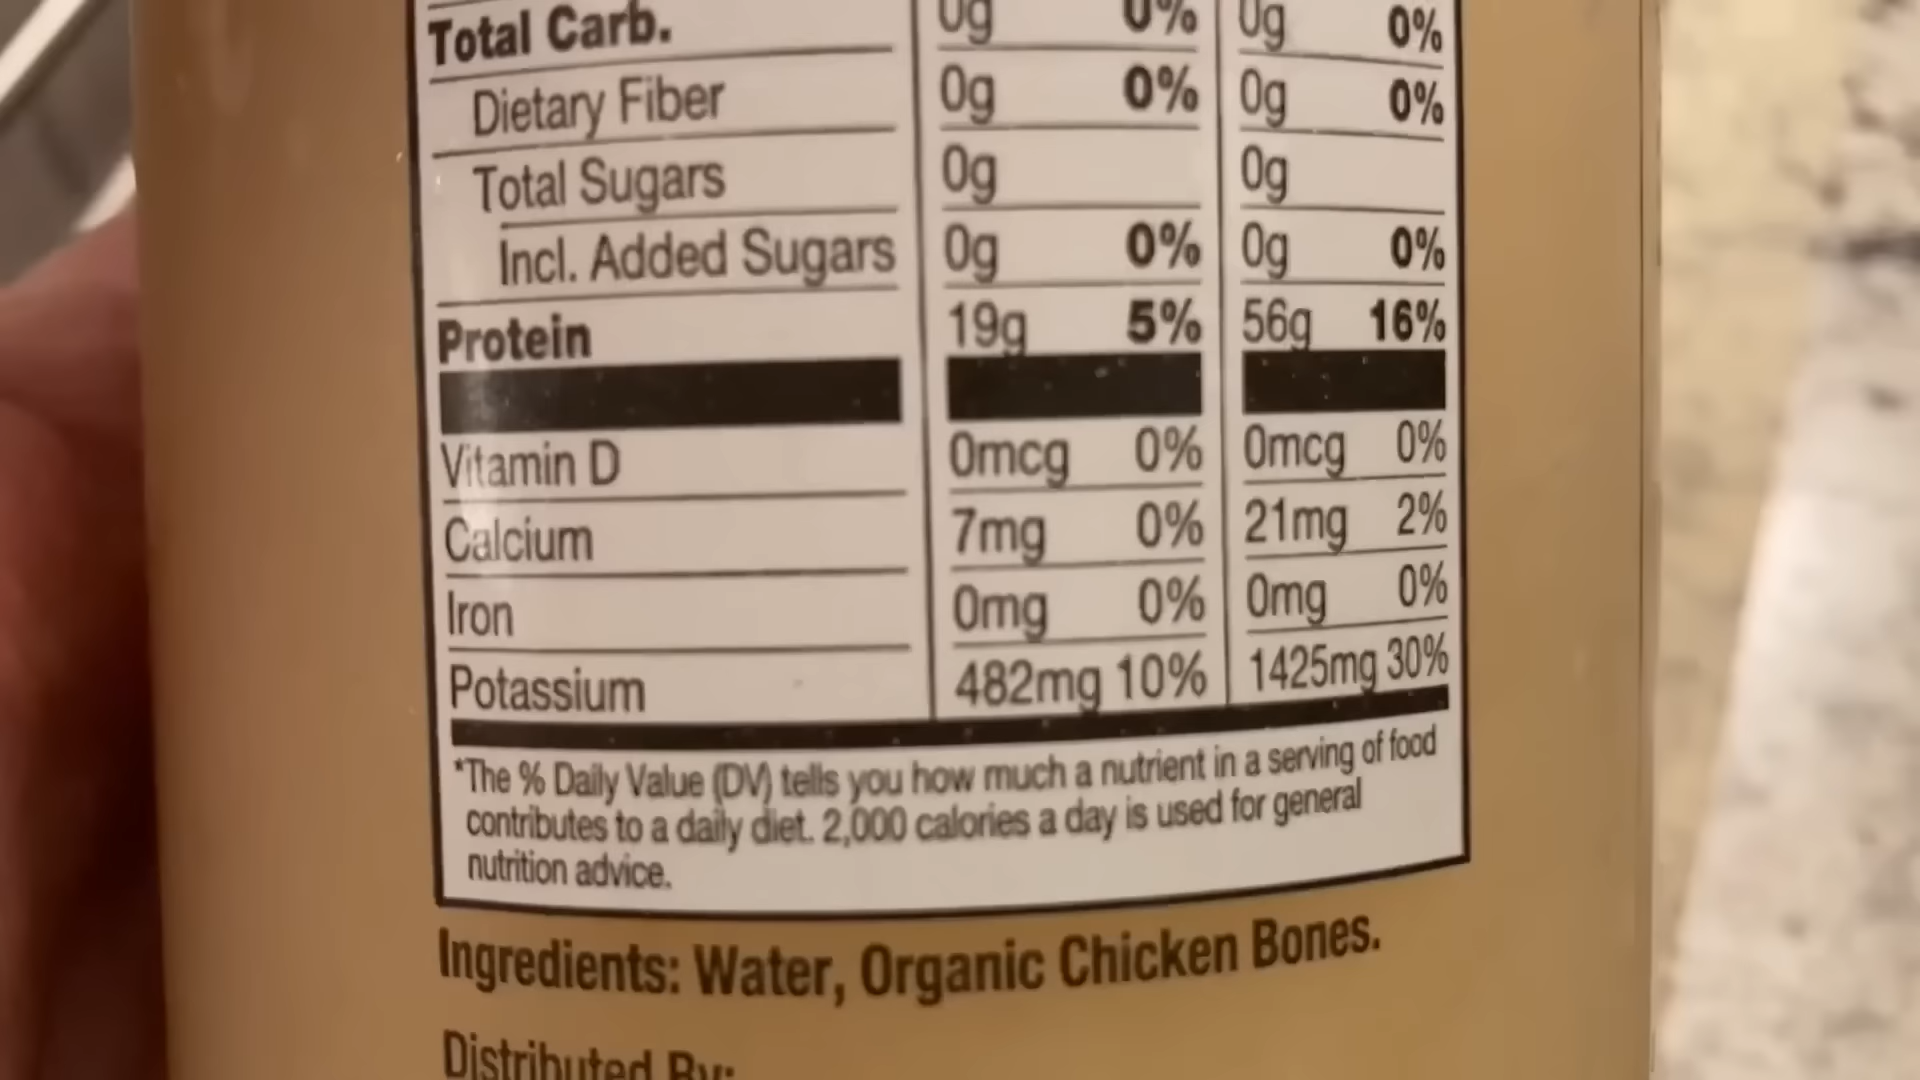 Total Carb. 0g 0% 0g 0%
Dietary Fiber 0g 0% 0g 0%
Total Sugars 0g 0g
Incl. Added Sugars 0g 0% 0g 0%
Protein 19g 5% 56g 16%
Vitamin D 0mcg 0% 0mcg 0%
Calcium 7mg 0% 21mg 2%
Iron 0mg 0% 0mg 0%
Potassium 482mg 10% 1425mg 30%
*The % Daily Value (DV) tells you how much a nutrient in a serving of food
contributes to a daily diet. 2,000 calories a day is used for general
nutrition advice.
Ingredients: Water, Organic Chicken Bones.
Distributed By: